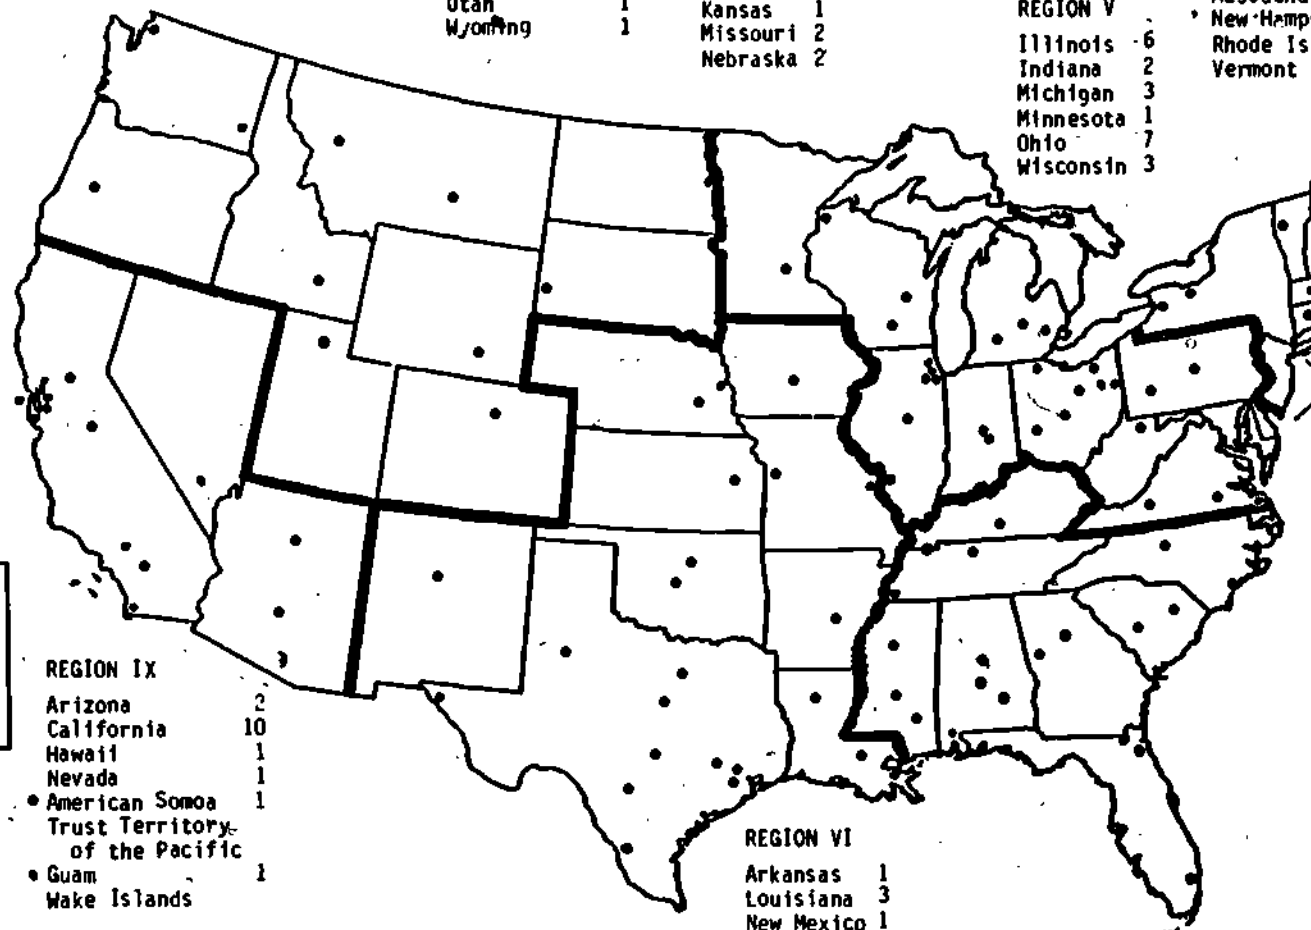 Utah 1
Wyoming 1
Kansas 1
Missouri 2
Nebraska 2
REGION V
Illinois 6
Indiana 2
Michigan 3
Minnesota 1
Ohio 7
Wisconsin 3
New Hamp
Rhode Is
Vermont
REGION IX
Arizona 2
California 10
Hawaii 1
Nevada 1
American Somoa 1
Trust Territory
of the Pacific
Guam 1
Wake Islands
REGION VI
Arkansas 1
Louisiana 3
New Mexico 1